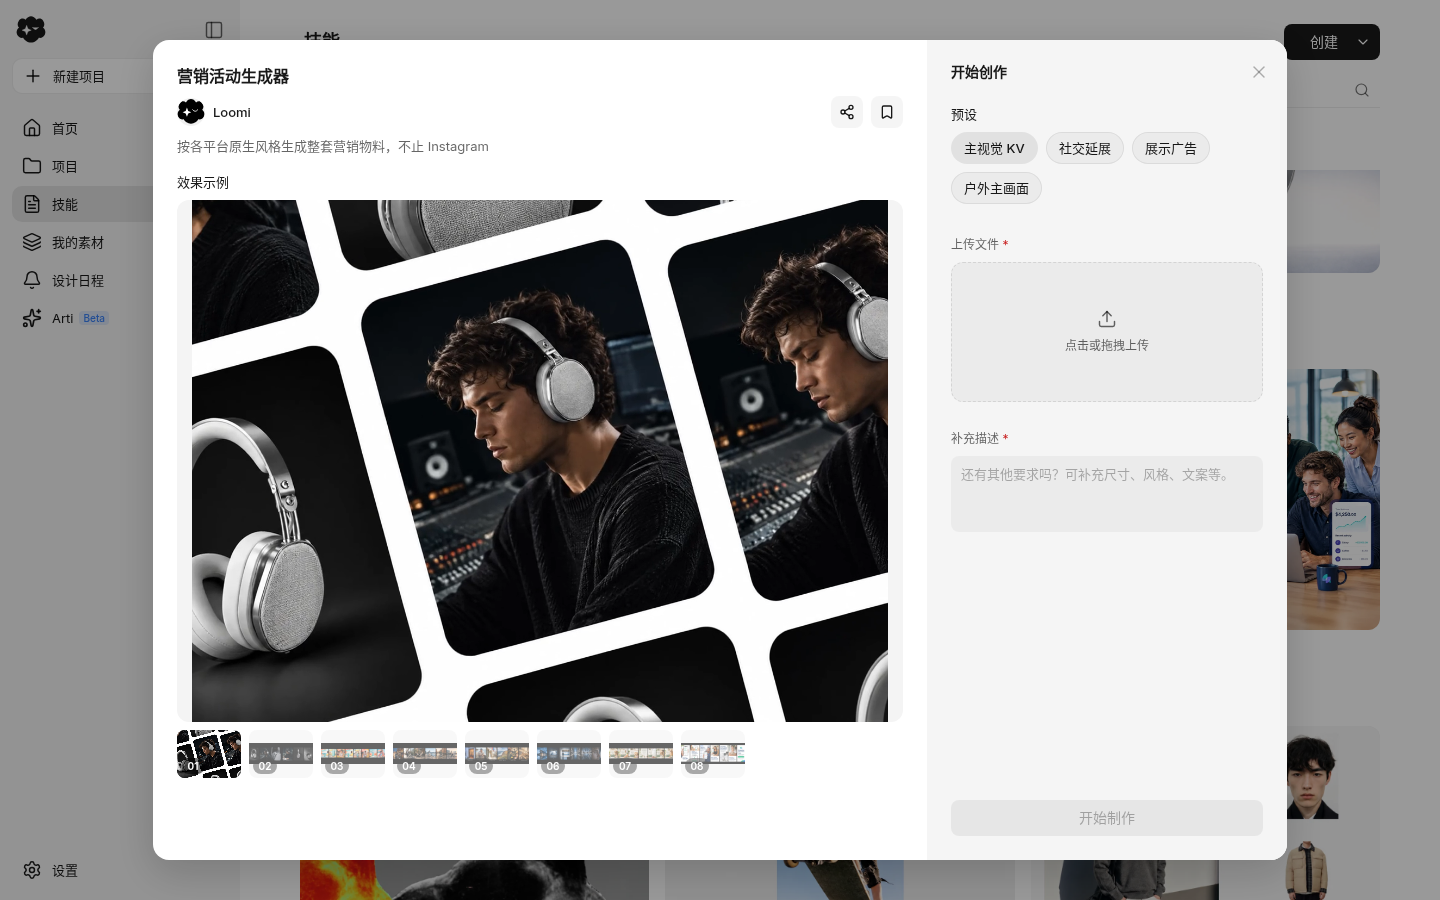 技能
创建
新建项目
首页
项目
技能
我的素材
设计日程
Arti Beta
设置
营销活动生成器
Loomi
按各平台原生风格生成整套营销物料，不止 Instagram
效果示例
01
02
03
04
05
06
07
08
开始创作
预设
主视觉 KV
社交延展
展示广告
户外主画面
上传文件 *
点击或拖拽上传
补充描述 *
还有其他要求吗？可补充尺寸、风格、文案等。
开始制作